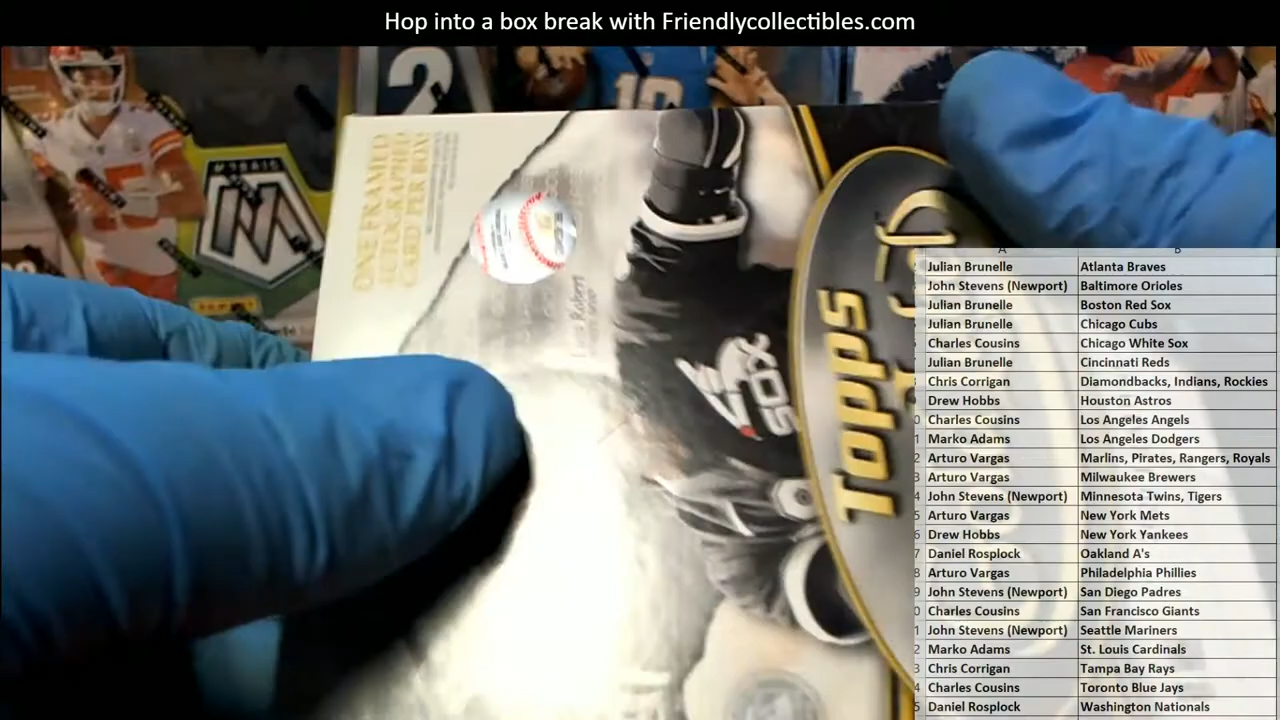 Hop into a box break with Friendlycollectibles.com
ONE FRAMED
AUTOGRAPHED
CARD PER BOX!
MOSAIC
PANINI
2
10
Luis Robert
SOX
Topps
A B
Julian Brunelle Atlanta Braves
John Stevens (Newport) Baltimore Orioles
Julian Brunelle Boston Red Sox
Julian Brunelle Chicago Cubs
Charles Cousins Chicago White Sox
Julian Brunelle Cincinnati Reds
Chris Corrigan Diamondbacks, Indians, Rockies
Drew Hobbs Houston Astros
Charles Cousins Los Angeles Angels
Marko Adams Los Angeles Dodgers
Arturo Vargas Marlins, Pirates, Rangers, Royals
Arturo Vargas Milwaukee Brewers
John Stevens (Newport) Minnesota Twins, Tigers
Arturo Vargas New York Mets
Drew Hobbs New York Yankees
Daniel Rosplock Oakland A's
Arturo Vargas Philadelphia Phillies
John Stevens (Newport) San Diego Padres
Charles Cousins San Francisco Giants
John Stevens (Newport) Seattle Mariners
Marko Adams St. Louis Cardinals
Chris Corrigan Tampa Bay Rays
Charles Cousins Toronto Blue Jays
Daniel Rosplock Washington Nationals